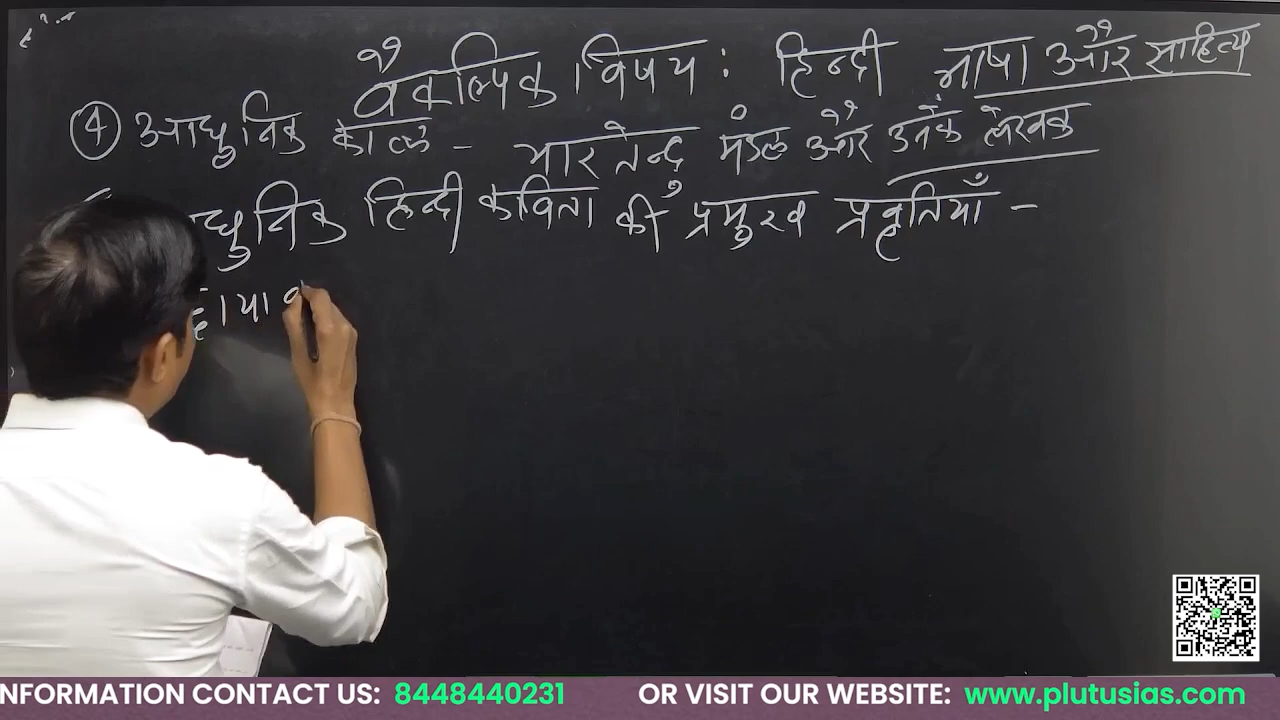 वैकल्पिक विषय : हिन्दी भाषा और साहित्य
④ आधुनिक काल - भारतेन्दु मंडल और उनके लेखक
हिन्दी कविता की प्रमुख प्रवृतियाँ -
NFORMATION CONTACT US: 8448440231 OR VISIT OUR WEBSITE: www.plutusias.com